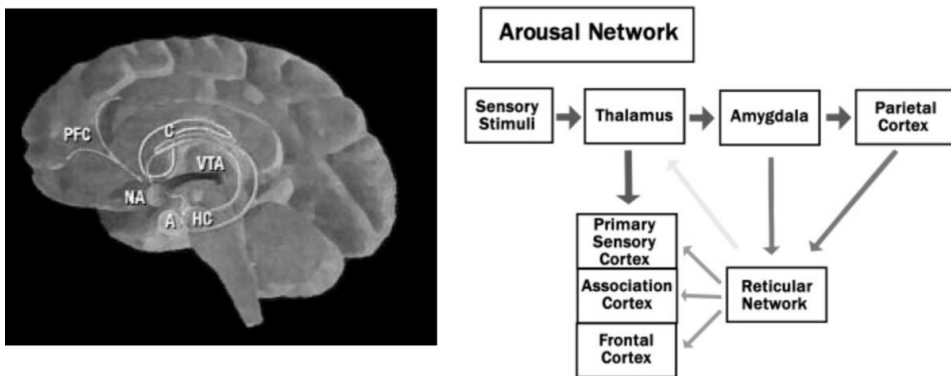 PFC
C
VTA
NA
A
HC
Arousal Network
Sensory
Stimuli
Thalamus
Amygdala
Parietal
Cortex
Primary
Sensory
Cortex
Association
Cortex
Frontal
Cortex
Reticular
Network